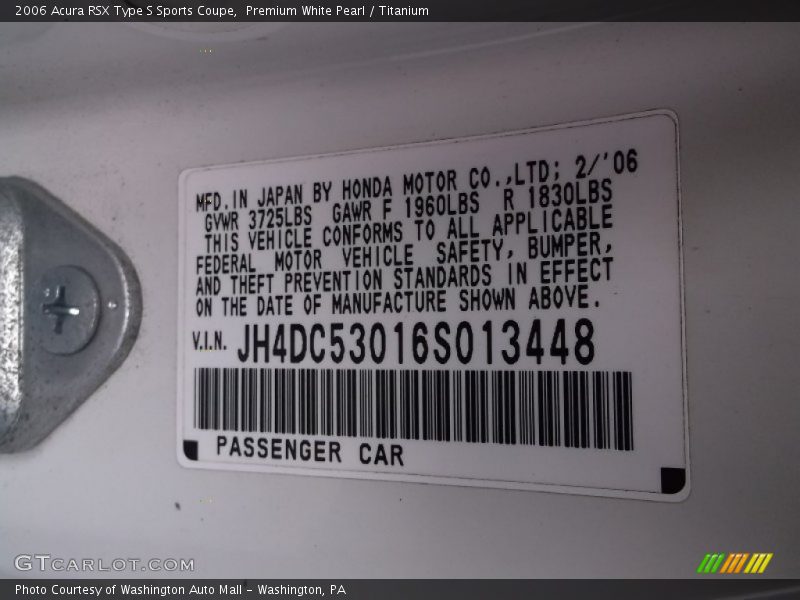 2006 Acura RSX Type S Sports Coupe,  Premium White Pearl / Titanium
MFD. IN JAPAN BY HONDA MOTOR CO.,LTD; 2/'06
GVWR 3725LBS GAWR F 1960LBS R 1830LBS
THIS VEHICLE CONFORMS TO ALL APPLICABLE
FEDERAL MOTOR VEHICLE SAFETY, BUMPER,
AND THEFT PREVENTION STANDARDS IN EFFECT
ON THE DATE OF MANUFACTURE SHOWN ABOVE.
V.I.N. JH4DC53016S013448
PASSENGER CAR
GTCARLOT.COM
Photo Courtesy of Washington Auto Mall - Washington, PA